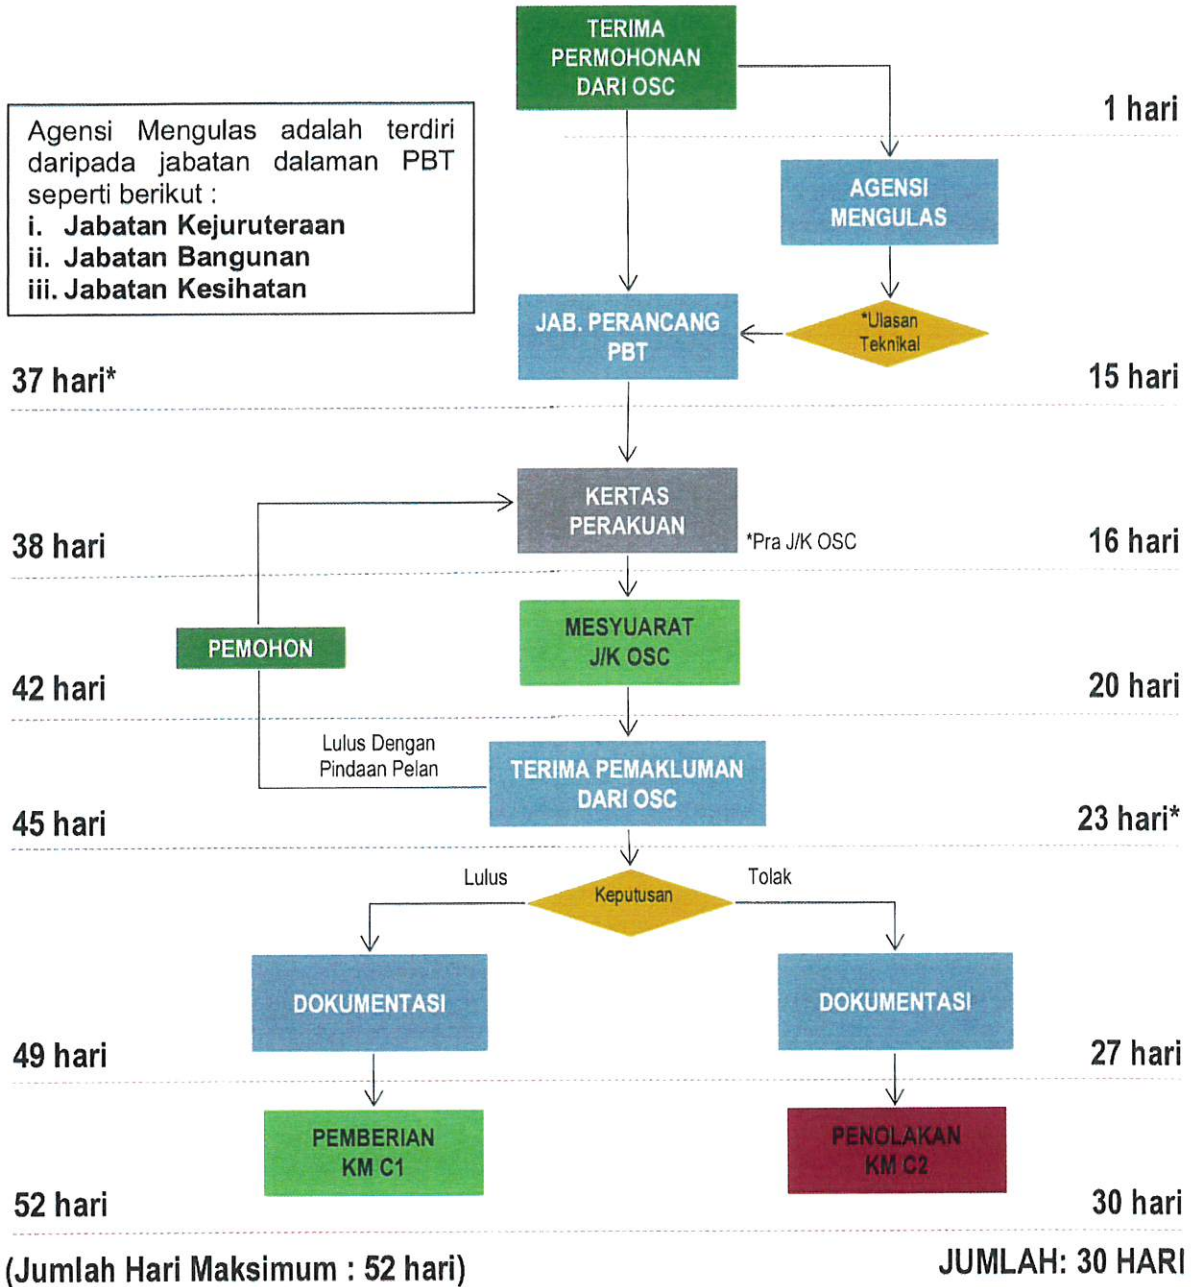 TERIMA
PERMOHONAN
DARI OSC
1 hari
Agensi Mengulas adalah terdiri
daripada jabatan dalaman PBT
seperti berikut :
i. Jabatan Kejuruteraan
ii. Jabatan Bangunan
iii. Jabatan Kesihatan
AGENSI
MENGULAS
JAB. PERANCANG
PBT
*Ulasan
Teknikal
37 hari*
15 hari
KERTAS
PERAKUAN
*Pra J/K OSC
38 hari
16 hari
MESYUARAT
J/K OSC
PEMOHON
42 hari
20 hari
Lulus Dengan
Pindaan Pelan
TERIMA PEMAKLUMAN
DARI OSC
45 hari
23 hari*
Lulus
Keputusan
Tolak
DOKUMENTASI
DOKUMENTASI
49 hari
27 hari
PEMBERIAN
KM C1
PENOLAKAN
KM C2
52 hari
30 hari
(Jumlah Hari Maksimum : 52 hari)
JUMLAH: 30 HARI